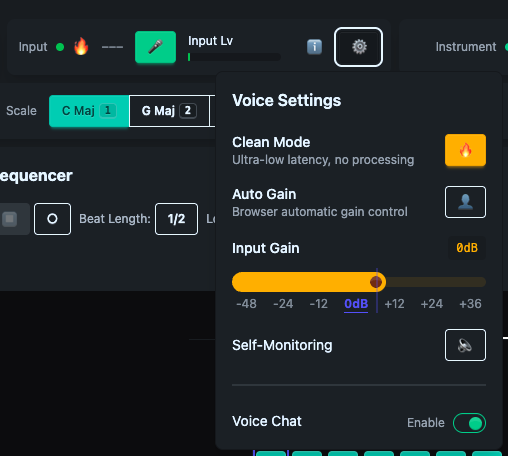 Input
Input Lv
Instrument
Voice Settings
Scale
C Maj 1
G Maj 2
Clean Mode
Ultra-low latency, no processing
Auto Gain
Browser automatic gain control
equencer
Beat Length:
1/2
Input Gain
0dB
-48 -24 -12 0dB +12 +24 +36
Self-Monitoring
Voice Chat
Enable